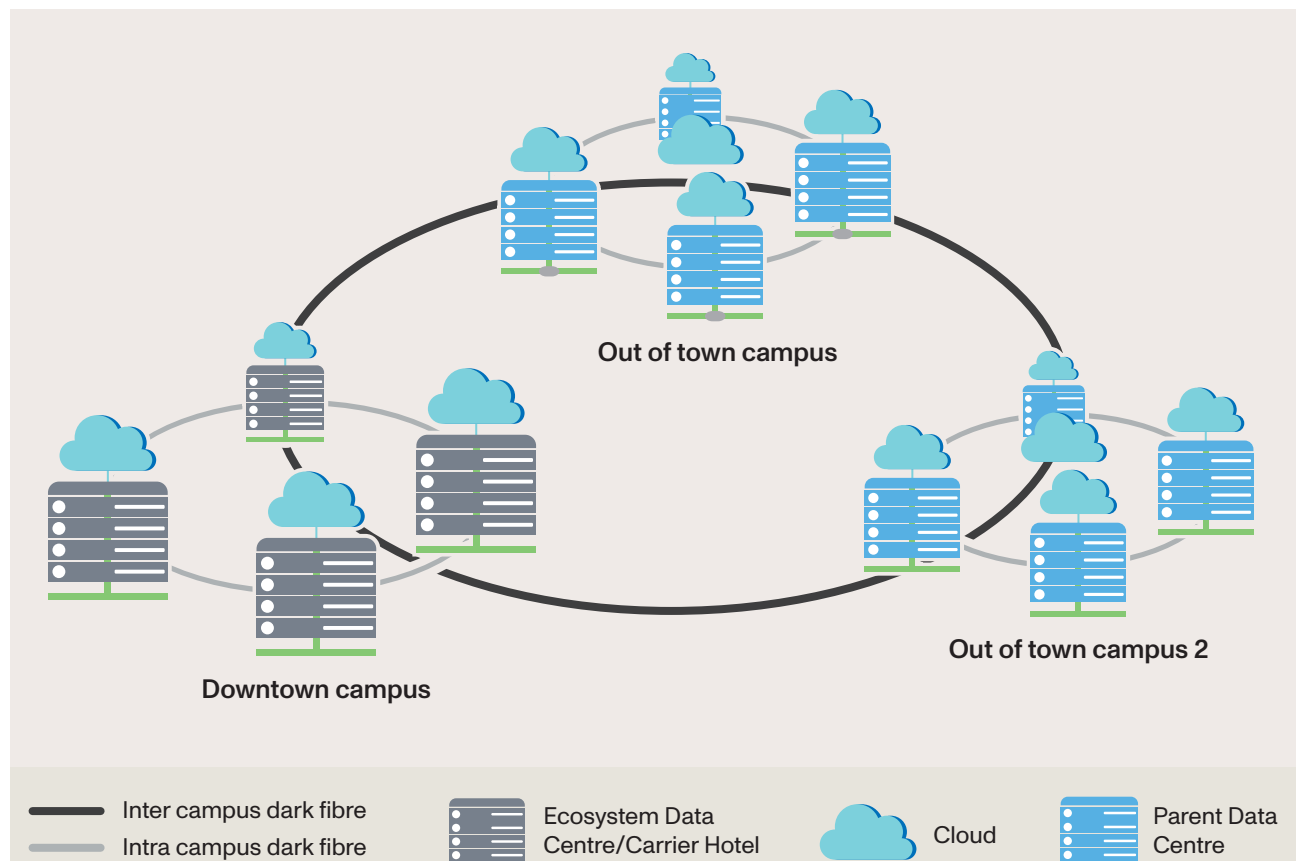 Out of town campus
Out of town campus 2
Downtown campus
Inter campus dark fibre
Intra campus dark fibre
Ecosystem Data
Centre/Carrier Hotel
Cloud
Parent Data
Centre